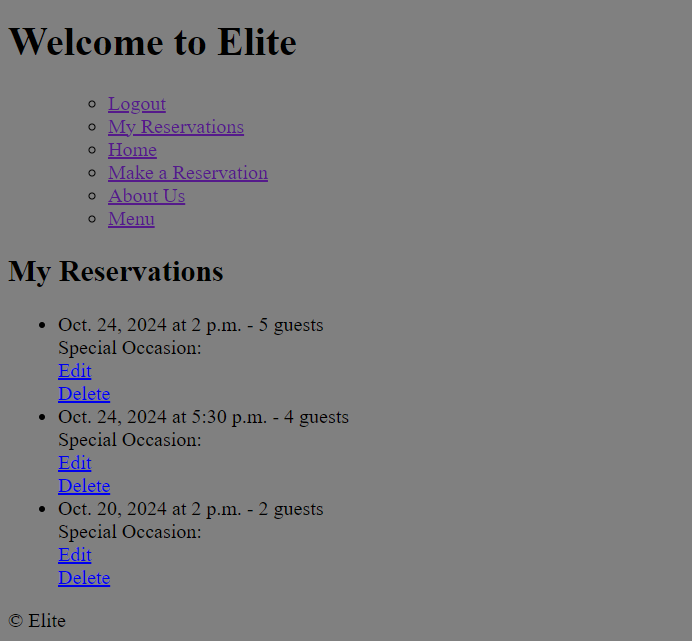 Welcome to Elite
Logout
My Reservations
Home
Make a Reservation
About Us
Menu
My Reservations
Oct. 24, 2024 at 2 p.m. - 5 guests
Special Occasion:
Edit
Delete
Oct. 24, 2024 at 5:30 p.m. - 4 guests
Special Occasion:
Edit
Delete
Oct. 20, 2024 at 2 p.m. - 2 guests
Special Occasion:
Edit
Delete
© Elite